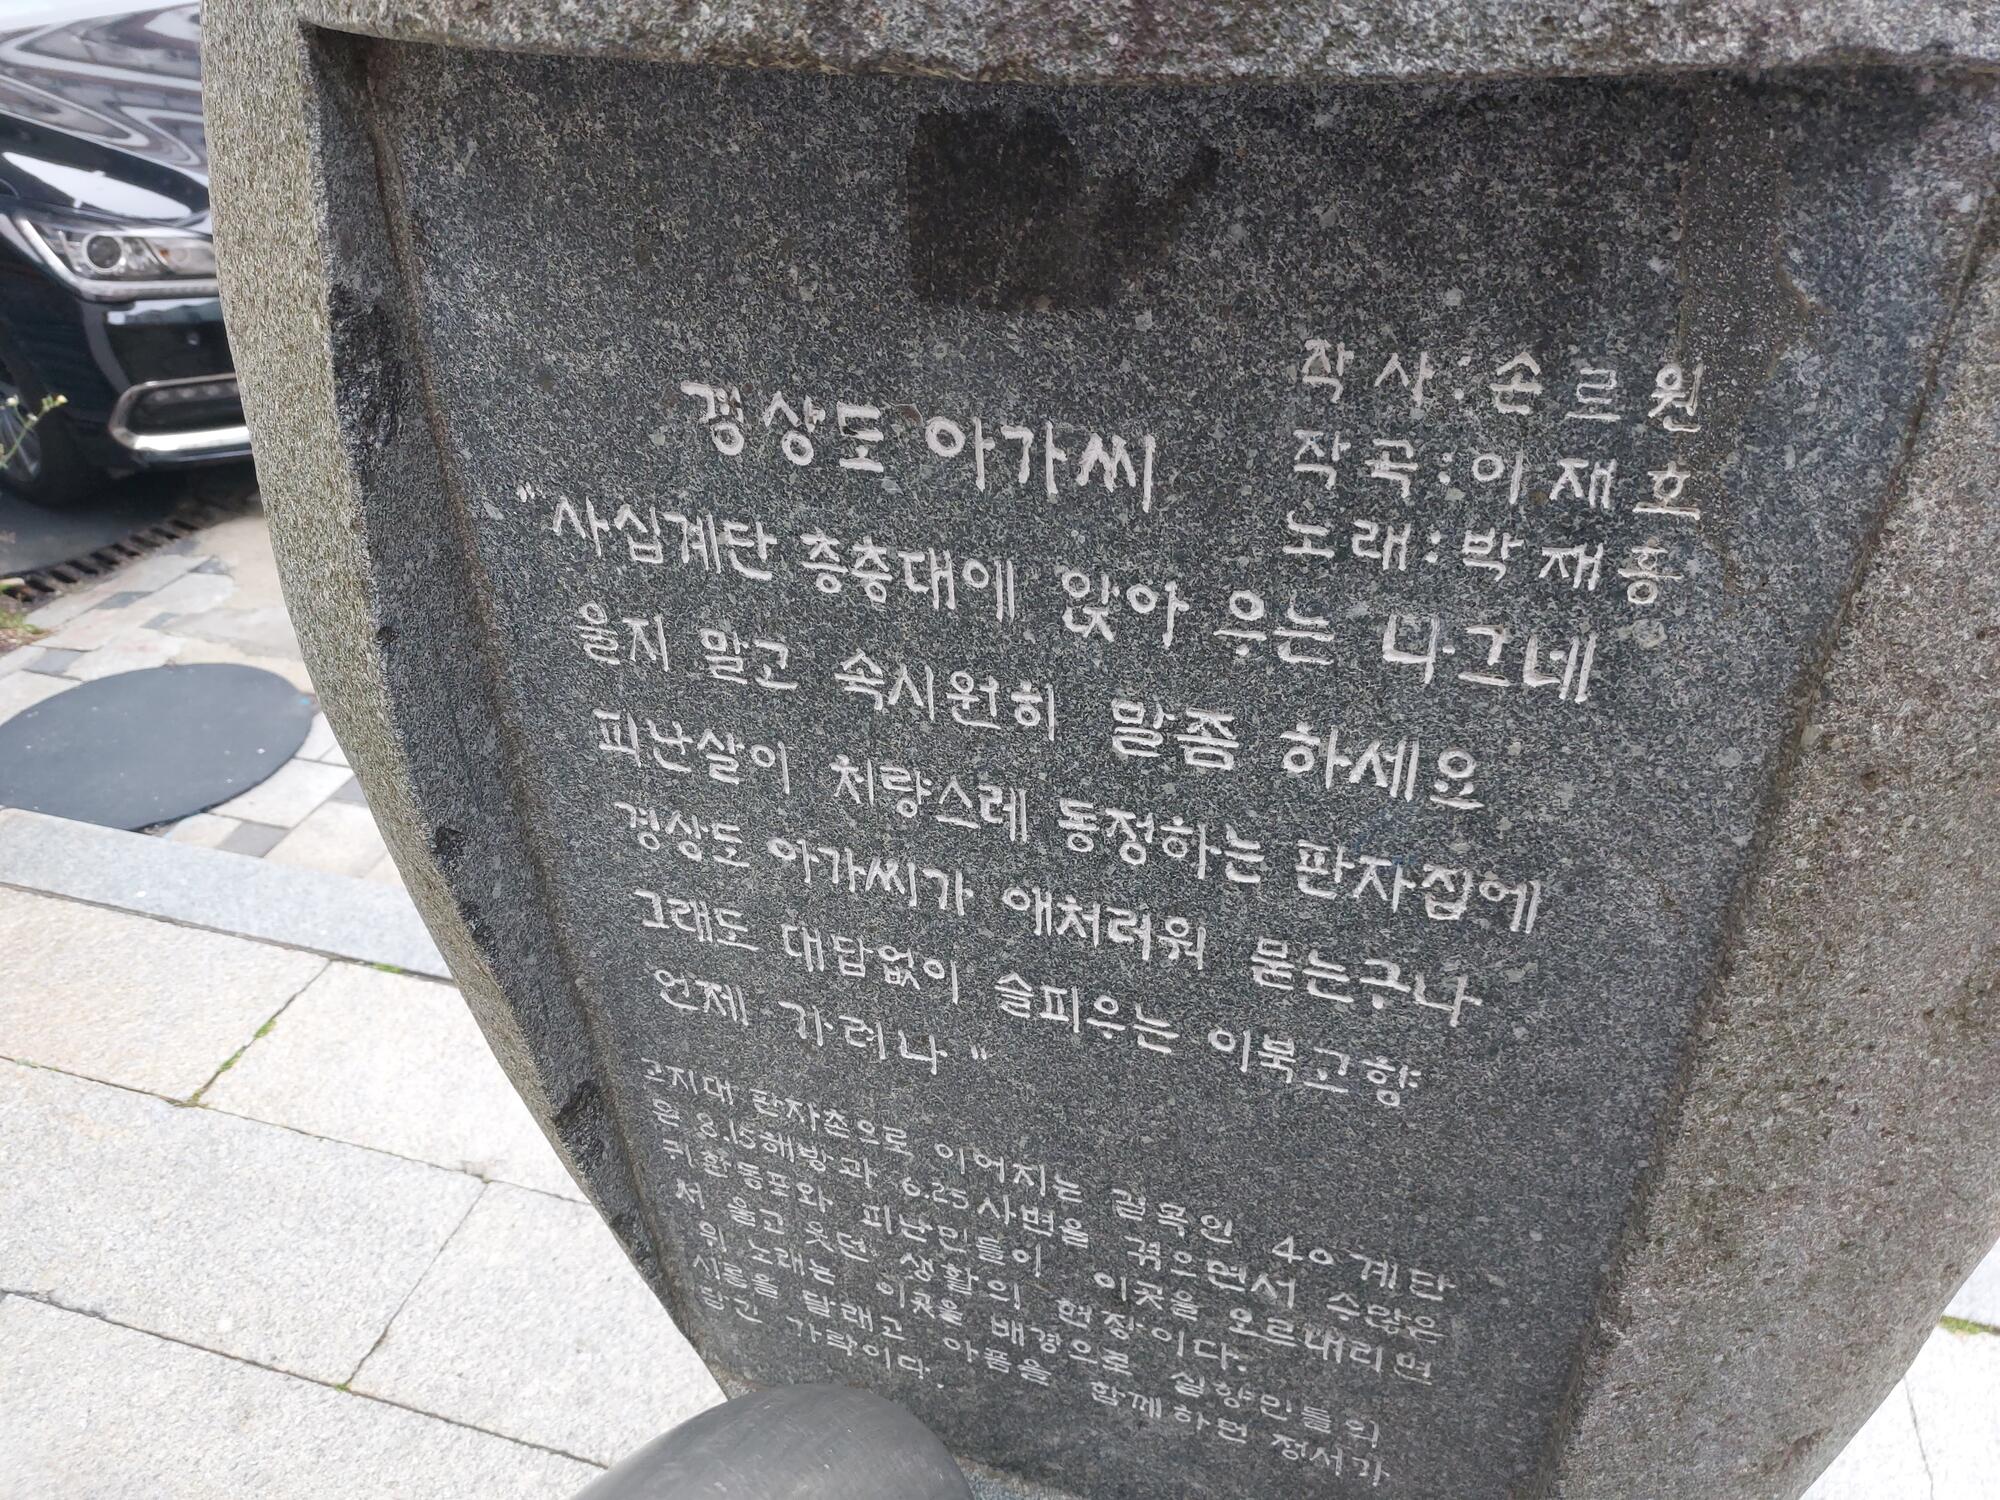 경상도 아가씨
작사:손로원
작곡:이재호
노래:박재홍
"사십계단 층층대에 앉아 우는 나그네
울지 말고 속시원히 말좀 하세요
피난살이 처량스레 동정하는 판자집에
경상도 아가씨가 애처러워 묻는구나
그래도 대답없이 슬피우는 이북고향
언제 가려나"
고지대 판자촌으로 이어지는 길목인 40계단
은 8.15해방과 6.25사변을 겪으면서 수많은
귀환동포와 피난민들이 이곳을 오르내리면
서 울고 웃던 생활의 현장이다.
위 노래는 이곳을 배경으로 실향민들의
시름을 달래고 아픔을 함께하면 정서가
담긴 가락이다.